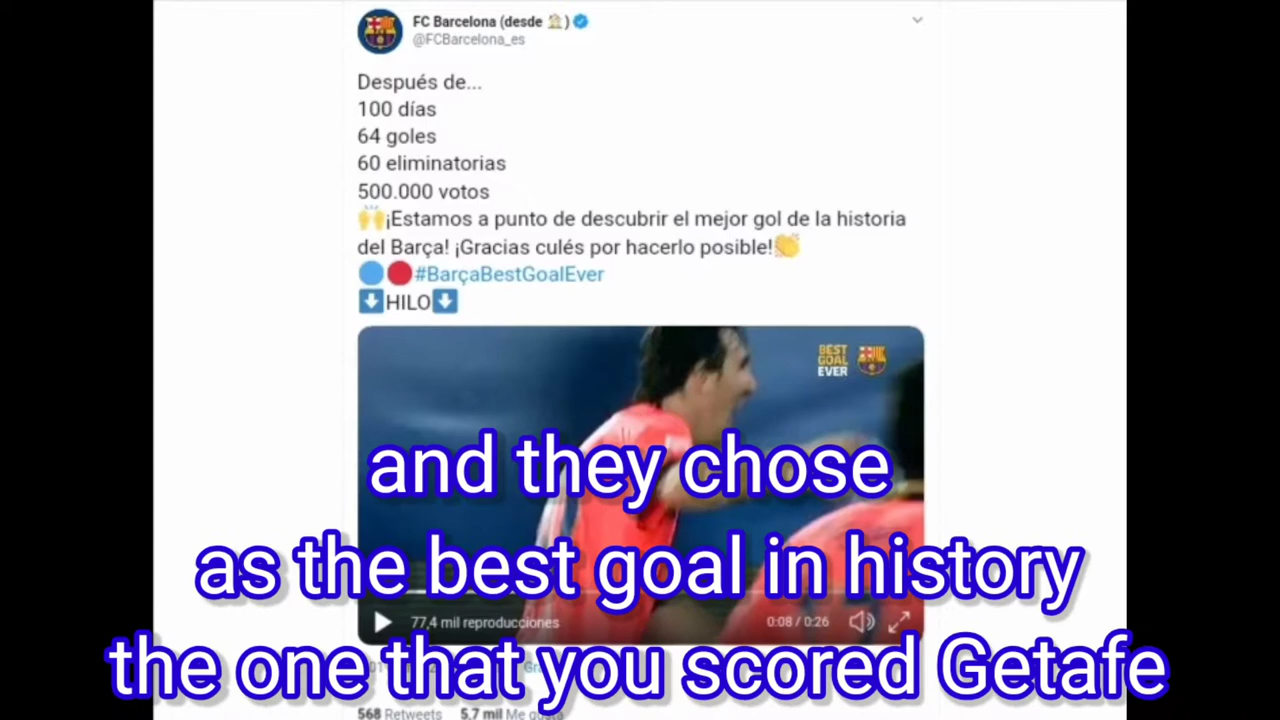 FC Barcelona (desde 🏠)
@FCBarcelona_es
Después de...
100 días
64 goles
60 eliminatorias
500.000 votos
🙌¡Estamos a punto de descubrir el mejor gol de la historia
del Barça! ¡Gracias culés por hacerlo posible!👏
🔵🔴#BarçaBestGoalEver
⬇️HILO⬇️
BEST
GOAL
EVER
and they chose
as the best goal in history
77,4 mil reproducciones
0:08 / 0:26
the one that you scored Getafe
568 Retweets 5.7 mil Me gusta